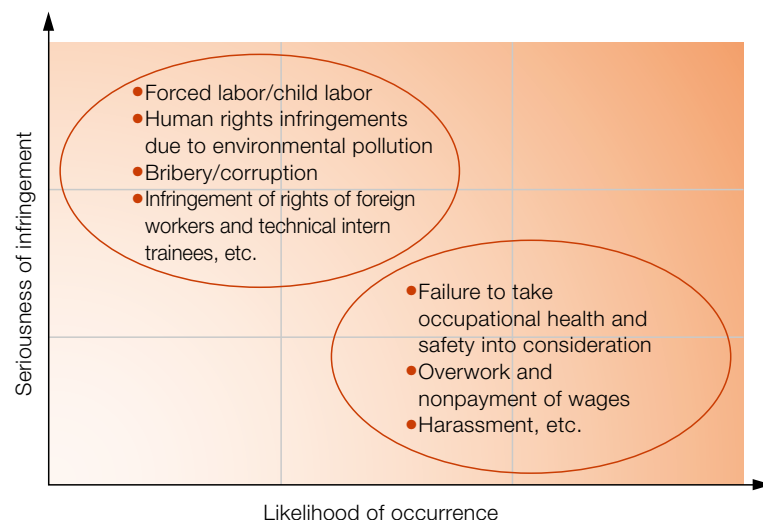 Seriousness of infringement
●Forced labor/child labor
●Human rights infringements
due to environmental pollution
●Bribery/corruption
●Infringement of rights of foreign
workers and technical intern
trainees, etc.
●Failure to take
occupational health and
safety into consideration
●Overwork and
nonpayment of wages
●Harassment, etc.
Likelihood of occurrence